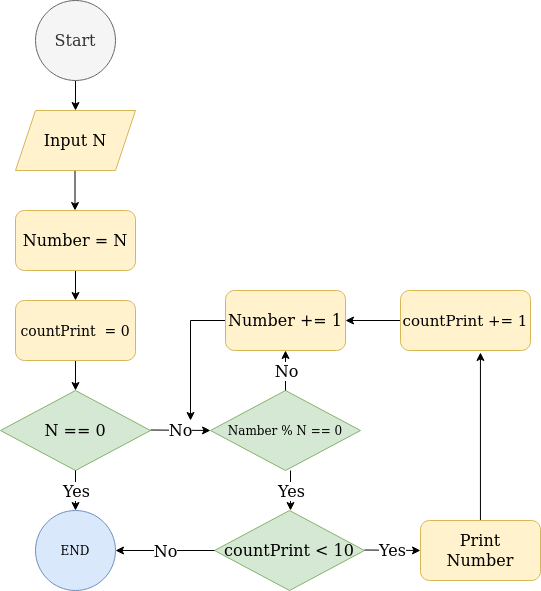 Start
Input N
Number = N
countPrint  = 0
Number += 1
countPrint += 1
No
N == 0
No
Namber % N == 0
Yes
Yes
END
No
countPrint < 10
Yes
Print
Number